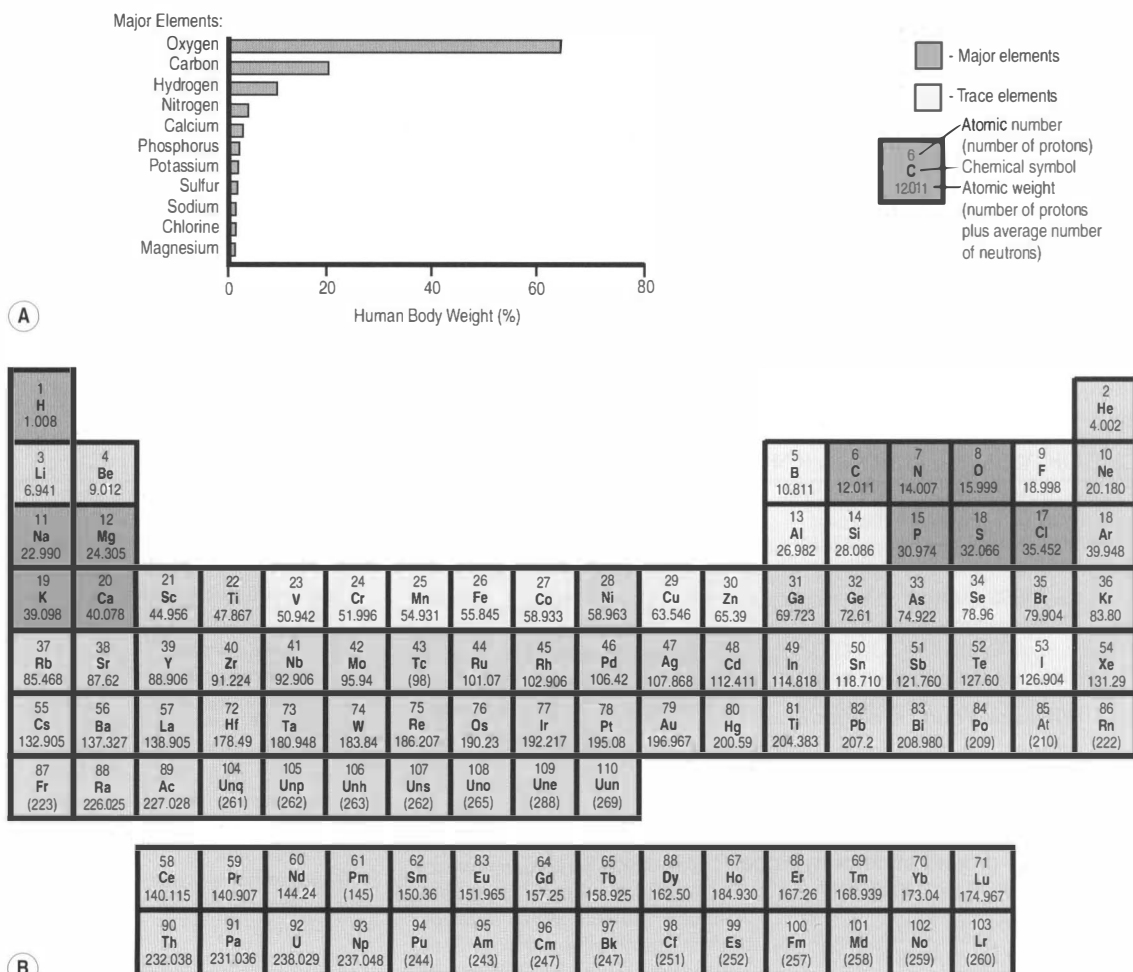 Major Elements:
Oxygen
Carbon
Hydrogen
Nitrogen
Calcium
Phosphorus
Potassium
Sulfur
Sodium
Chlorine
Magnesium
0 20 40 60 80
Human Body Weight (%)
A
- Major elements
- Trace elements
Atomic number
(number of protons)
6
C
12.011
Chemical symbol
Atomic weight
(number of protons
plus average number
of neutrons)
1 2
H He
1.008 4.002
3 4 5 6 7 8 9 10
Li Be B C N O F Ne
6.941 9.012 10.811 12.011 14.007 15.999 18.998 20.180
11 12 13 14 15 18 17 18
Na Mg Al Si P S Cl Ar
22.990 24.305 26.982 28.086 30.974 32.066 35.452 39.948
19 20 21 22 23 24 25 26 27 28 29 30 31 32 33 34 35 36
K Ca Sc Ti V Cr Mn Fe Co Ni Cu Zn Ga Ge As Se Br Kr
39.098 40.078 44.956 47.867 50.942 51.996 54.931 55.845 58.933 58.963 63.546 65.39 69.723 72.61 74.922 78.96 79.904 83.80
37 38 39 40 41 42 43 44 45 46 47 48 49 50 51 52 53 54
Rb Sr Y Zr Nb Mo Tc Ru Rh Pd Ag Cd In Sn Sb Te I Xe
85.468 87.62 88.906 91.224 92.906 95.94 (98) 101.07 102.906 106.42 107.868 112.411 114.818 118.710 121.760 127.60 126.904 131.29
55 56 57 72 73 74 75 76 77 78 79 80 81 82 83 84 85 86
Cs Ba La Hf Ta W Re Os Ir Pt Au Hg Ti Pb Bi Po At Rn
132.905 137.327 138.905 178.49 180.948 183.84 186.207 190.23 192.217 195.08 196.967 200.59 204.383 207.2 208.980 (209) (210) (222)
87 88 89 104 105 106 107 108 109 110
Fr Ra Ac Unq Unp Unh Uns Uno Une Uun
(223) 226.025 227.028 (261) (262) (263) (262) (265) (288) (269)
58 59 60 61 62 83 64 65 88 67 88 69 70 71
Ce Pr Nd Pm Sm Eu Gd Tb Dy Ho Er Tm Yb Lu
140.115 140.907 144.24 (145) 150.36 151.965 157.25 158.925 162.50 184.930 167.26 168.939 173.04 174.967
90 91 92 93 94 95 96 97 98 99 100 101 102 103
Th Pa U Np Pu Am Cm Bk Cf Es Fm Md No Lr
232.038 231.036 238.029 237.048 (244) (243) (247) (247) (251) (252) (257) (258) (259) (260)
B